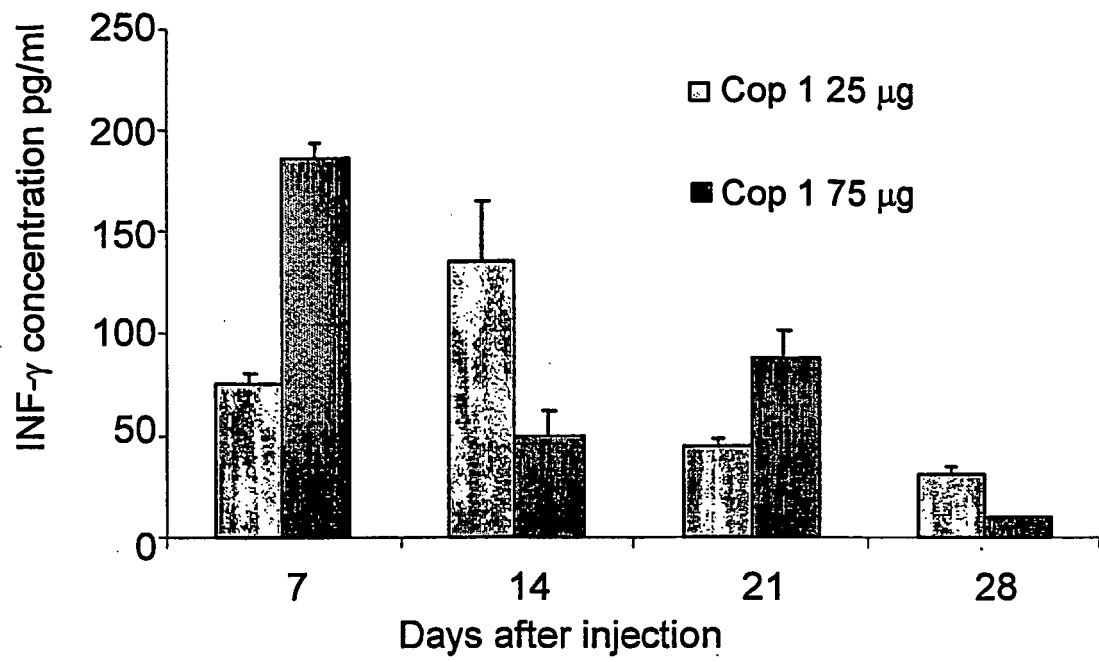 INF-γ concentration pg/ml
250
200
150
100
50
0
Cop 1 25 μg
Cop 1 75 μg
7 14 21 28
Days after injection